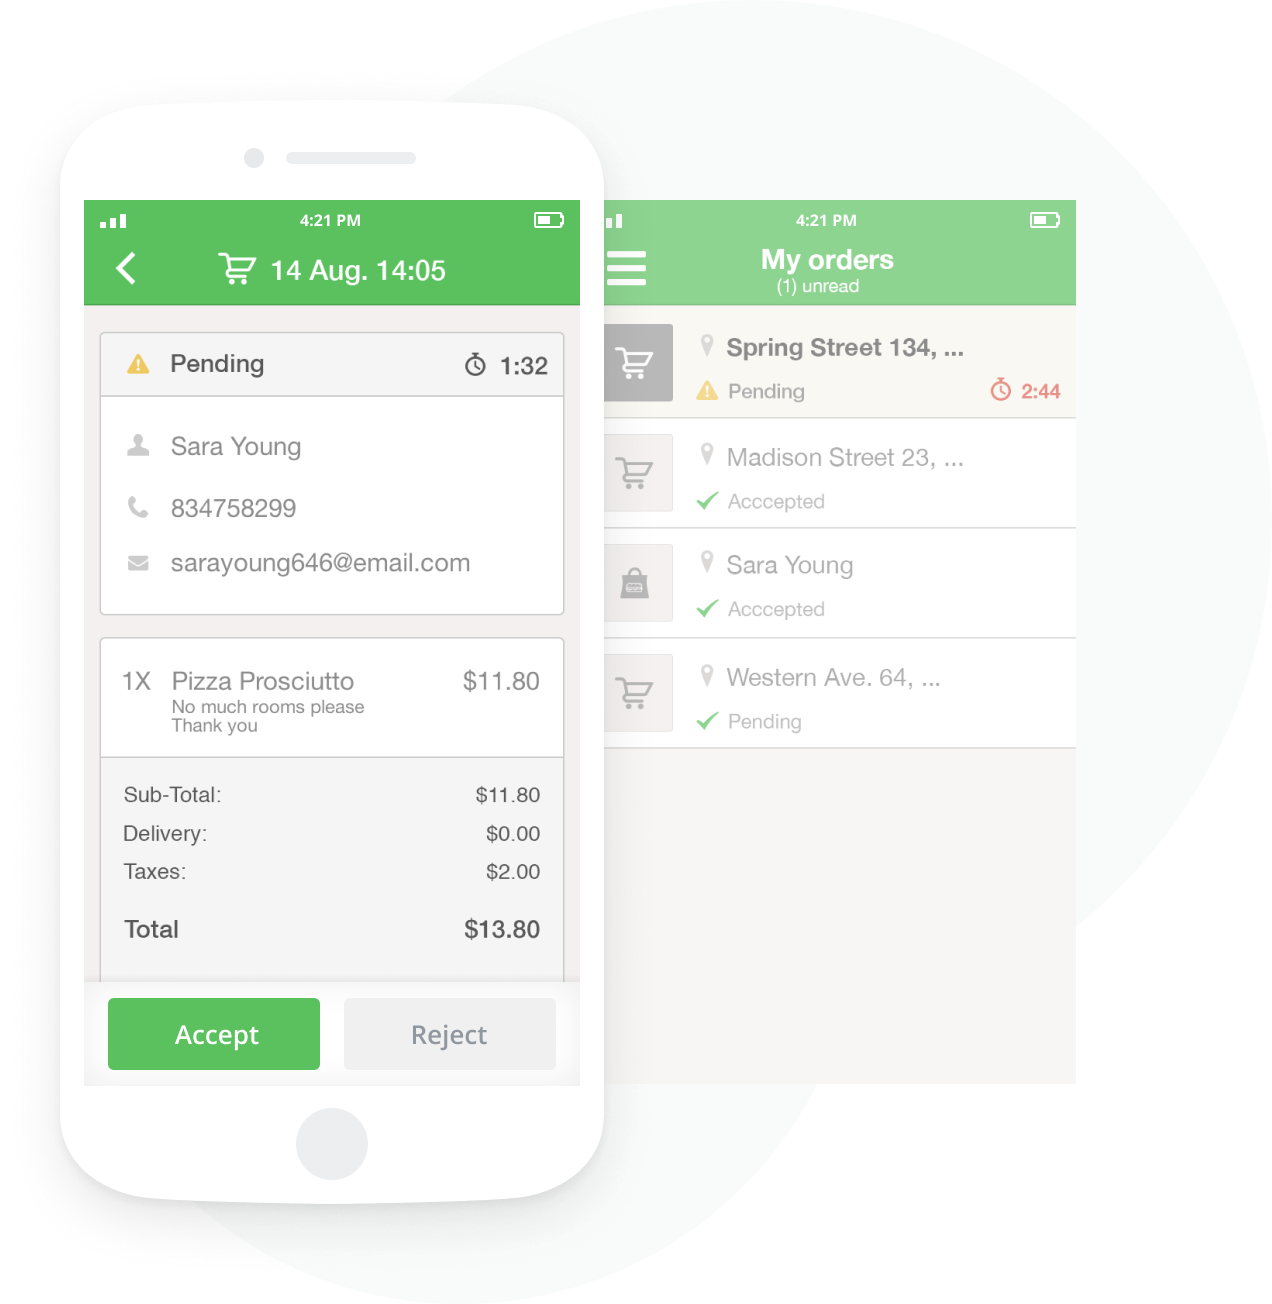 4:21 PM
14 Aug. 14:05
Pending 1:32
Sara Young
834758299
sarayoung646@email.com
1X Pizza Prosciutto $11.80
No much rooms please
Thank you
Sub-Total: $11.80
Delivery: $0.00
Taxes: $2.00
Total $13.80
Accept Reject
4:21 PM
My orders
(1) unread
Spring Street 134, ...
Pending 2:44
Madison Street 23, ...
Acccepted
Sara Young
Acccepted
Western Ave. 64, ...
Pending